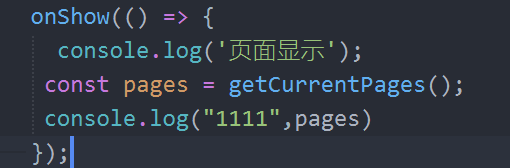 onShow(() => {
console.log('页面显示');
const pages = getCurrentPages();
console.log("1111",pages)
});